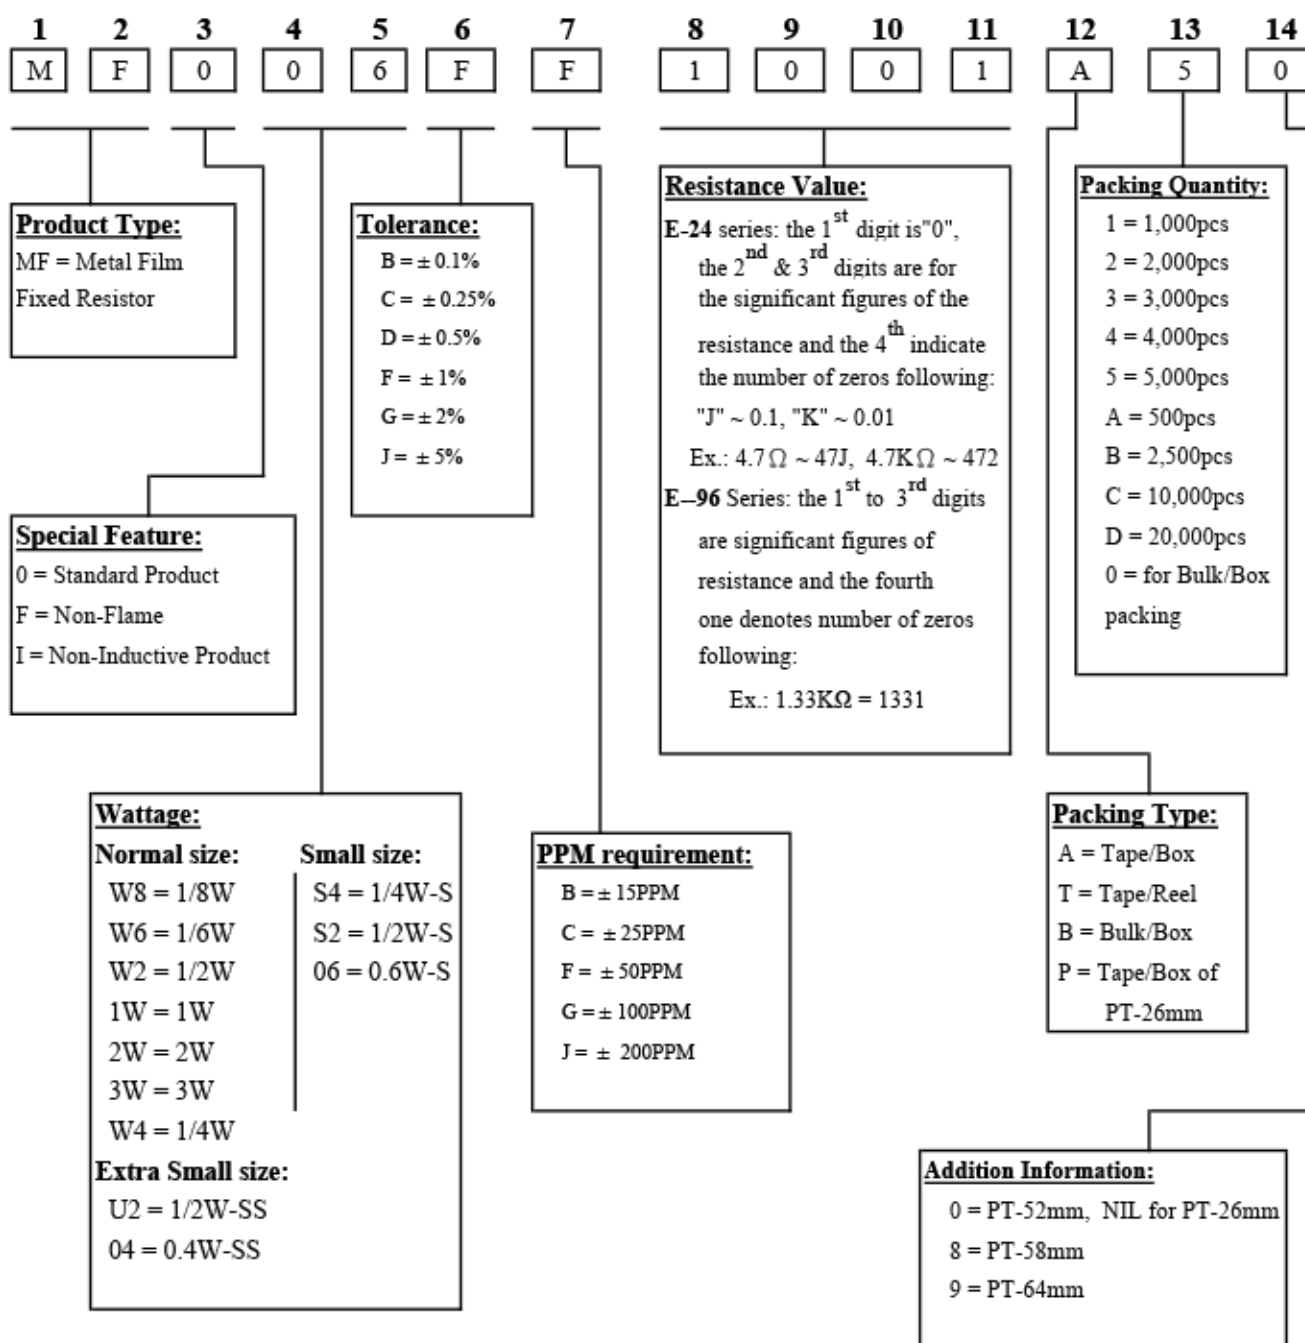 1 2 3 4 5 6 7 8 9 10 11 12 13 14
M F 0 0 6 F F 1 0 0 1 A 5 0
Product Type:
MF = Metal Film
Fixed Resistor
Special Feature:
0 = Standard Product
F = Non-Flame
I = Non-Inductive Product
Wattage:
Normal size: Small size:
W8 = 1/8W S4 = 1/4W-S
W6 = 1/6W S2 = 1/2W-S
W2 = 1/2W 06 = 0.6W-S
1W = 1W
2W = 2W
3W = 3W
W4 = 1/4W
Extra Small size:
U2 = 1/2W-SS
04 = 0.4W-SS
Tolerance:
B = ± 0.1%
C = ± 0.25%
D = ± 0.5%
F = ± 1%
G = ± 2%
J = ± 5%
PPM requirement:
B = ± 15PPM
C = ± 25PPM
F = ± 50PPM
G = ± 100PPM
J = ± 200PPM
Resistance Value:
E-24 series: the 1st digit is"0",
the 2nd & 3rd digits are for
the significant figures of the
resistance and the 4th indicate
the number of zeros following:
"J" ~ 0.1, "K" ~ 0.01
Ex.: 4.7Ω ~ 47J, 4.7KΩ ~ 472
E--96 Series: the 1st to 3rd digits
are significant figures of
resistance and the fourth
one denotes number of zeros
following:
Ex.: 1.33KΩ = 1331
Packing Type:
A = Tape/Box
T = Tape/Reel
B = Bulk/Box
P = Tape/Box of
PT-26mm
Packing Quantity:
1 = 1,000pcs
2 = 2,000pcs
3 = 3,000pcs
4 = 4,000pcs
5 = 5,000pcs
A = 500pcs
B = 2,500pcs
C = 10,000pcs
D = 20,000pcs
0 = for Bulk/Box
packing
Addition Information:
0 = PT-52mm, NIL for PT-26mm
8 = PT-58mm
9 = PT-64mm